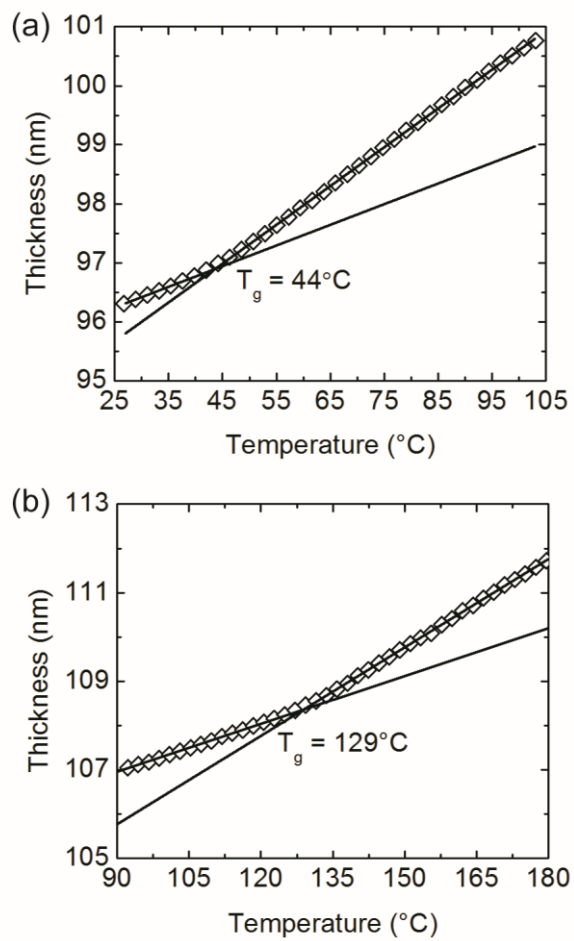 (a)
101
100
99
98
97
96
95
Thickness (nm)
T_g = 44°C
25 35 45 55 65 75 85 95 105
Temperature (°C)
(b)
113
111
109
107
105
Thickness (nm)
T_g = 129°C
90 105 120 135 150 165 180
Temperature (°C)